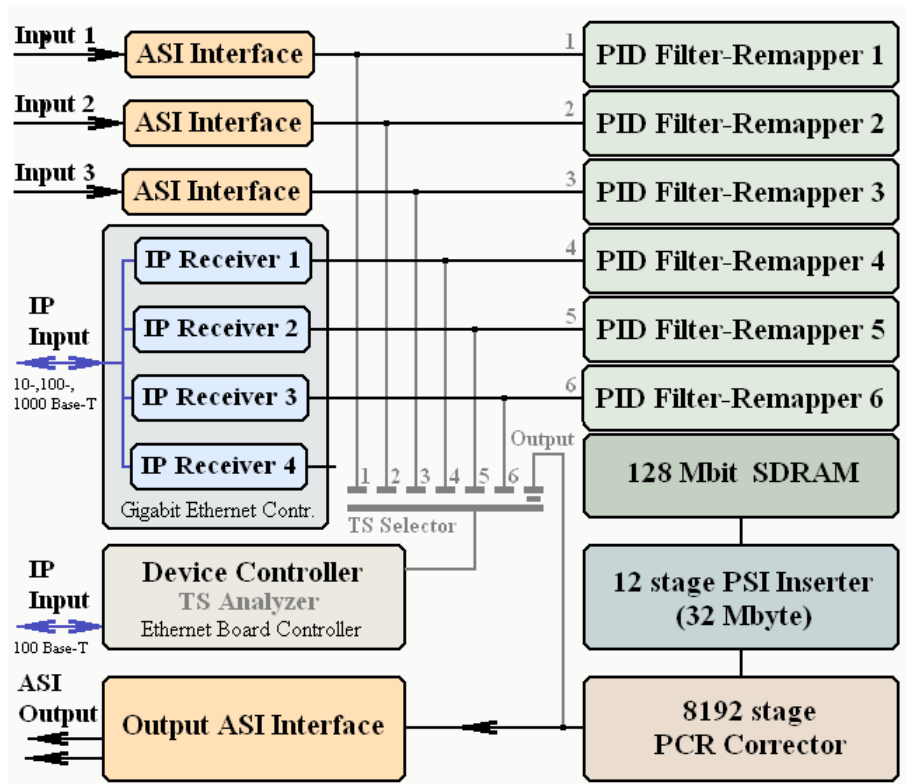 Input 1
ASI Interface
1
PID Filter-Remapper 1
Input 2
ASI Interface
2
PID Filter-Remapper 2
Input 3
ASI Interface
3
PID Filter-Remapper 3
IP Receiver 1
4
PID Filter-Remapper 4
IP
Input
10-,100-,
1000 Base-T
IP Receiver 2
5
PID Filter-Remapper 5
IP Receiver 3
6
PID Filter-Remapper 6
IP Receiver 4
Gigabit Ethernet Contr.
Output
1 2 3 4 5 6
TS Selector
128 Mbit SDRAM
IP
Input
100 Base-T
Device Controller
TS Analyzer
Ethernet Board Controller
12 stage PSI Inserter
(32 Mbyte)
ASI
Output
Output ASI Interface
8192 stage
PCR Corrector